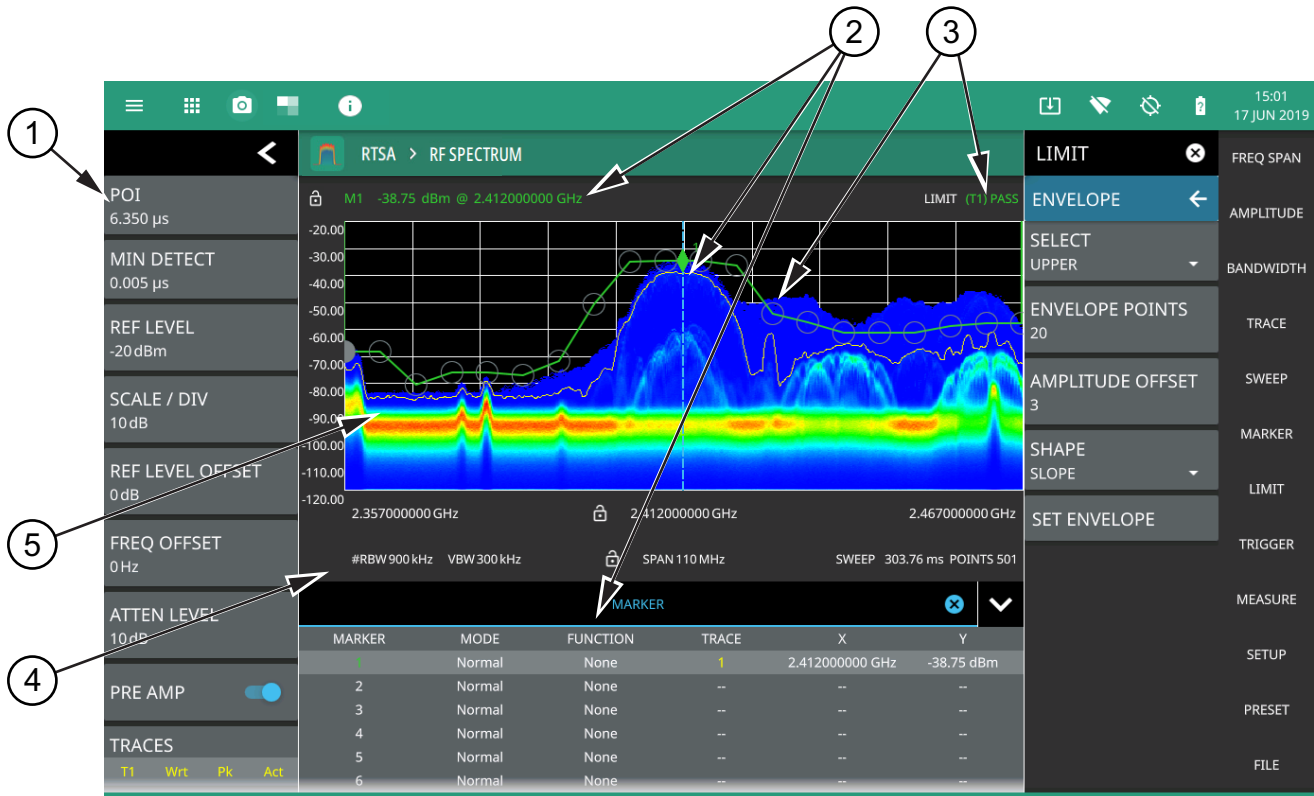 2
3
1
i
?
15:01
17 JUN 2019
RTSA > RF SPECTRUM
LIMIT
FREQ SPAN
POI
6.350 µs
M1 -38.75 dBm @ 2.412000000 GHz
LIMIT (T1) PASS
ENVELOPE
AMPLITUDE
MIN DETECT
0.005 µs
REF LEVEL
-20 dBm
SCALE / DIV
10 dB
REF LEVEL OFFSET
0 dB
FREQ OFFSET
0 Hz
ATTEN LEVEL
10 dB
PRE AMP
TRACES
T1 Wrt Pk Act
-20.00
-30.00
-40.00
-50.00
-60.00
-70.00
-80.00
-90.00
-100.00
-110.00
-120.00
1
2.357000000 GHz
2.412000000 GHz
2.467000000 GHz
#RBW 900 kHz VBW 300 kHz SPAN 110 MHz SWEEP 303.76 ms POINTS 501
MARKER
MARKER MODE FUNCTION TRACE X Y
1 Normal None 1 2.412000000 GHz -38.75 dBm
2 Normal None -- -- --
3 Normal None -- -- --
4 Normal None -- -- --
5 Normal None -- -- --
6 Normal None -- -- --
SELECT
UPPER
ENVELOPE POINTS
20
AMPLITUDE OFFSET
3
SHAPE
SLOPE
SET ENVELOPE
BANDWIDTH
TRACE
SWEEP
MARKER
LIMIT
TRIGGER
MEASURE
SETUP
PRESET
FILE
5
4